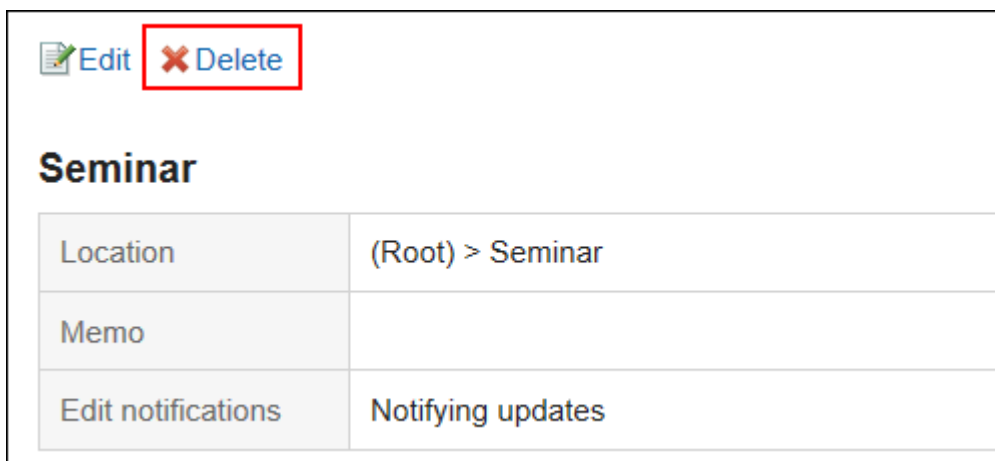 Edit Delete
Seminar
Location (Root) > Seminar
Memo
Edit notifications Notifying updates